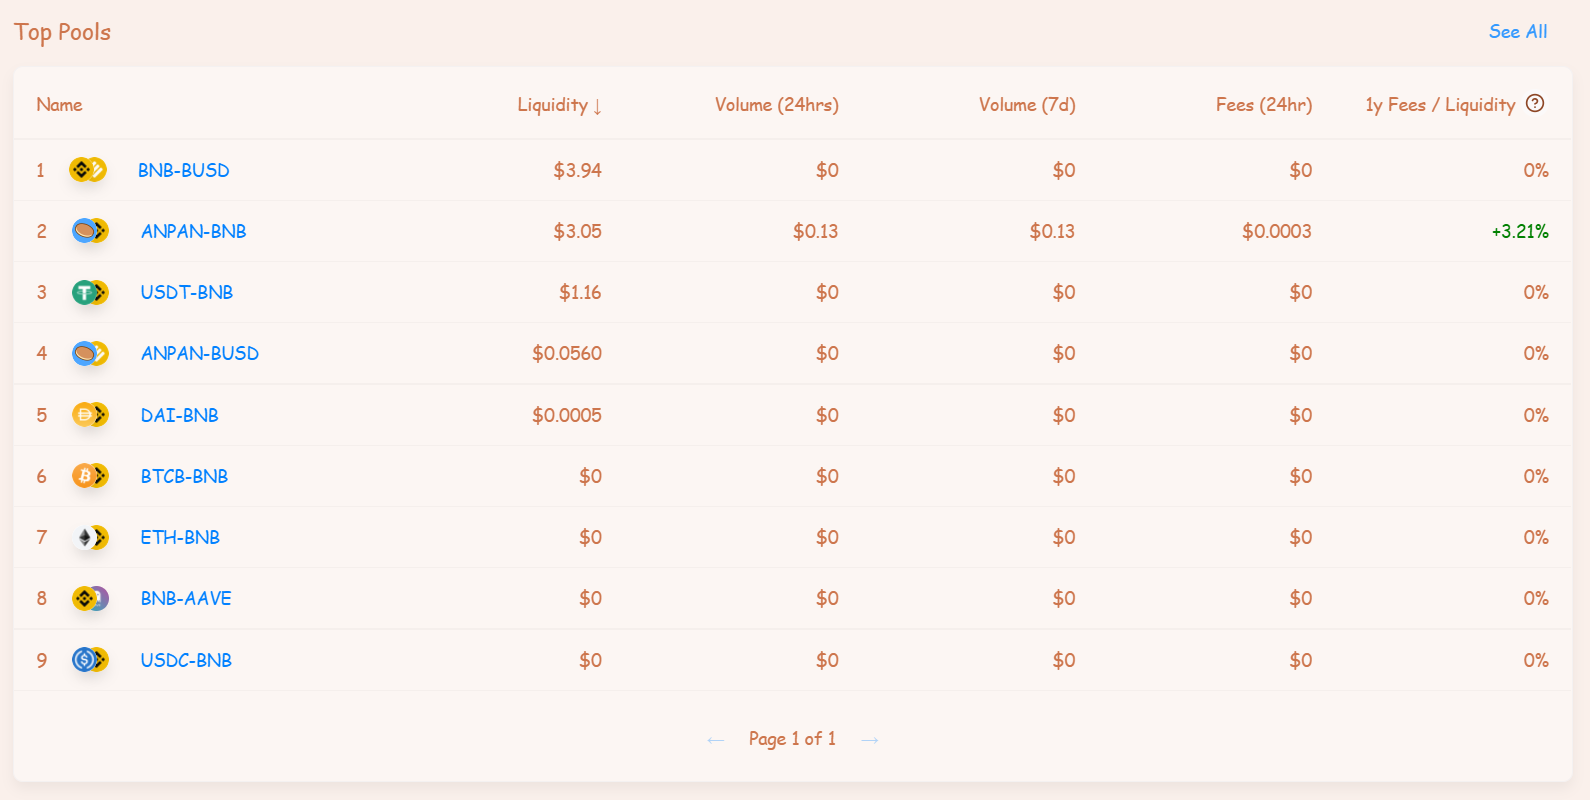 Top Pools See All
Name Liquidity ↓ Volume (24hrs) Volume (7d) Fees (24hr) 1y Fees / Liquidity ?
1 BNB-BUSD $3.94 $0 $0 $0 0%
2 ANPAN-BNB $3.05 $0.13 $0.13 $0.0003 +3.21%
3 USDT-BNB $1.16 $0 $0 $0 0%
4 ANPAN-BUSD $0.0560 $0 $0 $0 0%
5 DAI-BNB $0.0005 $0 $0 $0 0%
6 BTCB-BNB $0 $0 $0 $0 0%
7 ETH-BNB $0 $0 $0 $0 0%
8 BNB-AAVE $0 $0 $0 $0 0%
9 USDC-BNB $0 $0 $0 $0 0%
← Page 1 of 1 →